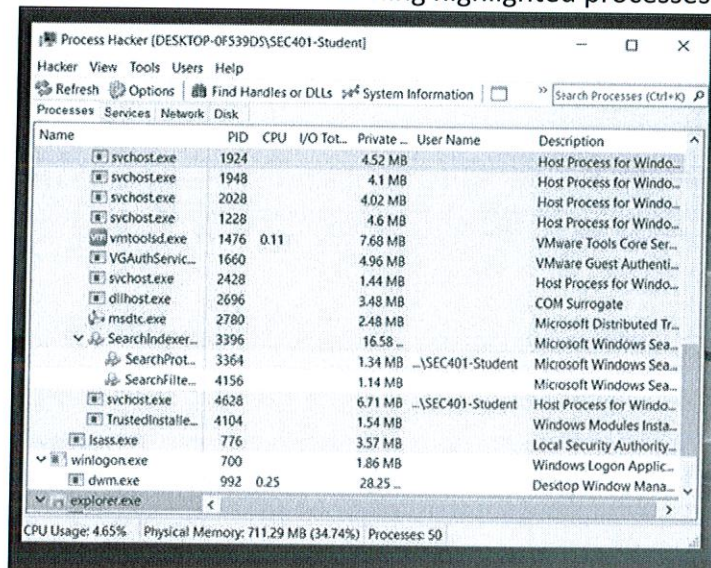 ing highlighted processes
Process Hacker [DESKTOP-0F539DS\SEC401-Student]
Hacker View Tools Users Help
Refresh Options Find Handles or DLLs System Information » Search Processes (Ctrl+K)
Processes Services Network Disk
Name PID CPU I/O Tot... Private ... User Name Description
svchost.exe 1924 4.52 MB Host Process for Windo...
svchost.exe 1948 4.1 MB Host Process for Windo...
svchost.exe 2028 4.02 MB Host Process for Windo...
svchost.exe 1228 4.6 MB Host Process for Windo...
vm vmtoolsd.exe 1476 0.11 7.68 MB VMware Tools Core Ser...
VGAuthServic... 1660 4.96 MB VMware Guest Authenti...
svchost.exe 2428 1.44 MB Host Process for Windo...
dllhost.exe 2696 3.48 MB COM Surrogate
msdtc.exe 2780 2.48 MB Microsoft Distributed Tr...
SearchIndexer... 3396 16.58 ... Microsoft Windows Sea...
SearchProt... 3364 1.34 MB ...\SEC401-Student Microsoft Windows Sea...
SearchFilte... 4156 1.14 MB Microsoft Windows Sea...
svchost.exe 4628 6.71 MB ...\SEC401-Student Host Process for Windo...
TrustedInstalle... 4104 1.54 MB Windows Modules Insta...
lsass.exe 776 3.57 MB Local Security Authority...
winlogon.exe 700 1.86 MB Windows Logon Applic...
dwm.exe 992 0.25 28.25 ... Desktop Window Mana...
explorer.exe
CPU Usage: 4.65% Physical Memory: 711.29 MB (34.74%) Processes: 50